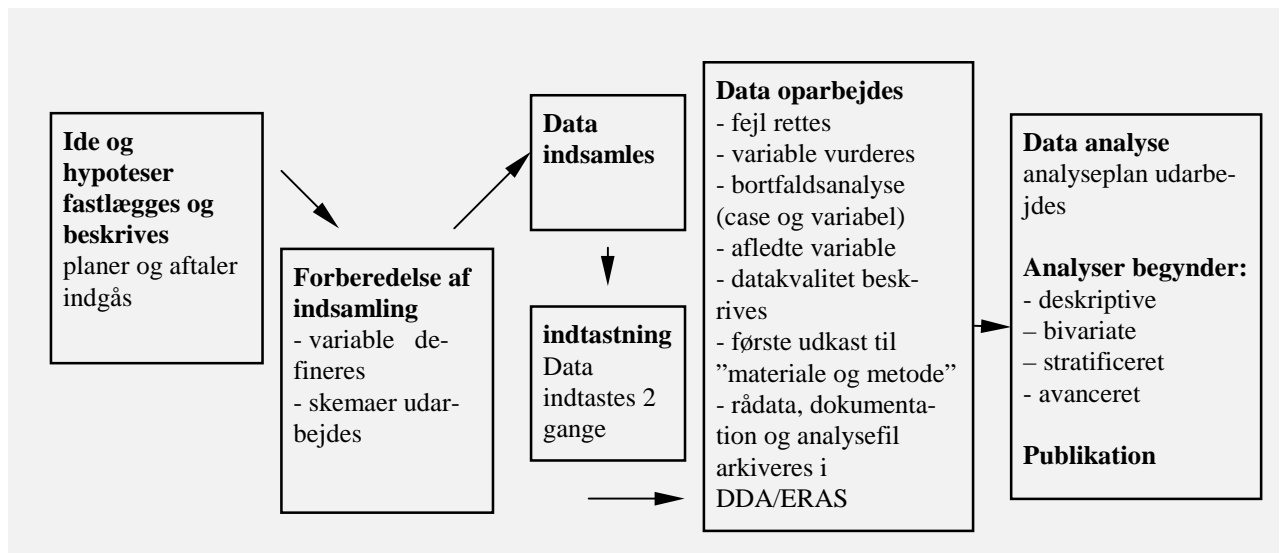 Ide og
hypoteser
fastlægges og
beskrives
planer og aftaler
indgås
Forberedelse af
indsamling
- variable de-
fineres
- skemaer udar-
bejdes
Data
indsamles
indtastning
Data
indtastes 2
gange
Data oparbejdes
- fejl rettes
- variable vurderes
- bortfaldsanalyse
(case og variabel)
- afledte variable
- datakvalitet besk-
rives
- første udkast til
”materiale og metode”
- rådata, dokumenta-
tion og analysefil
arkiveres i
DDA/ERAS
Data analyse
analyseplan udarbe-
jdes
Analyser begynder:
- deskriptive
– bivariate
– stratificeret
- avanceret
Publikation